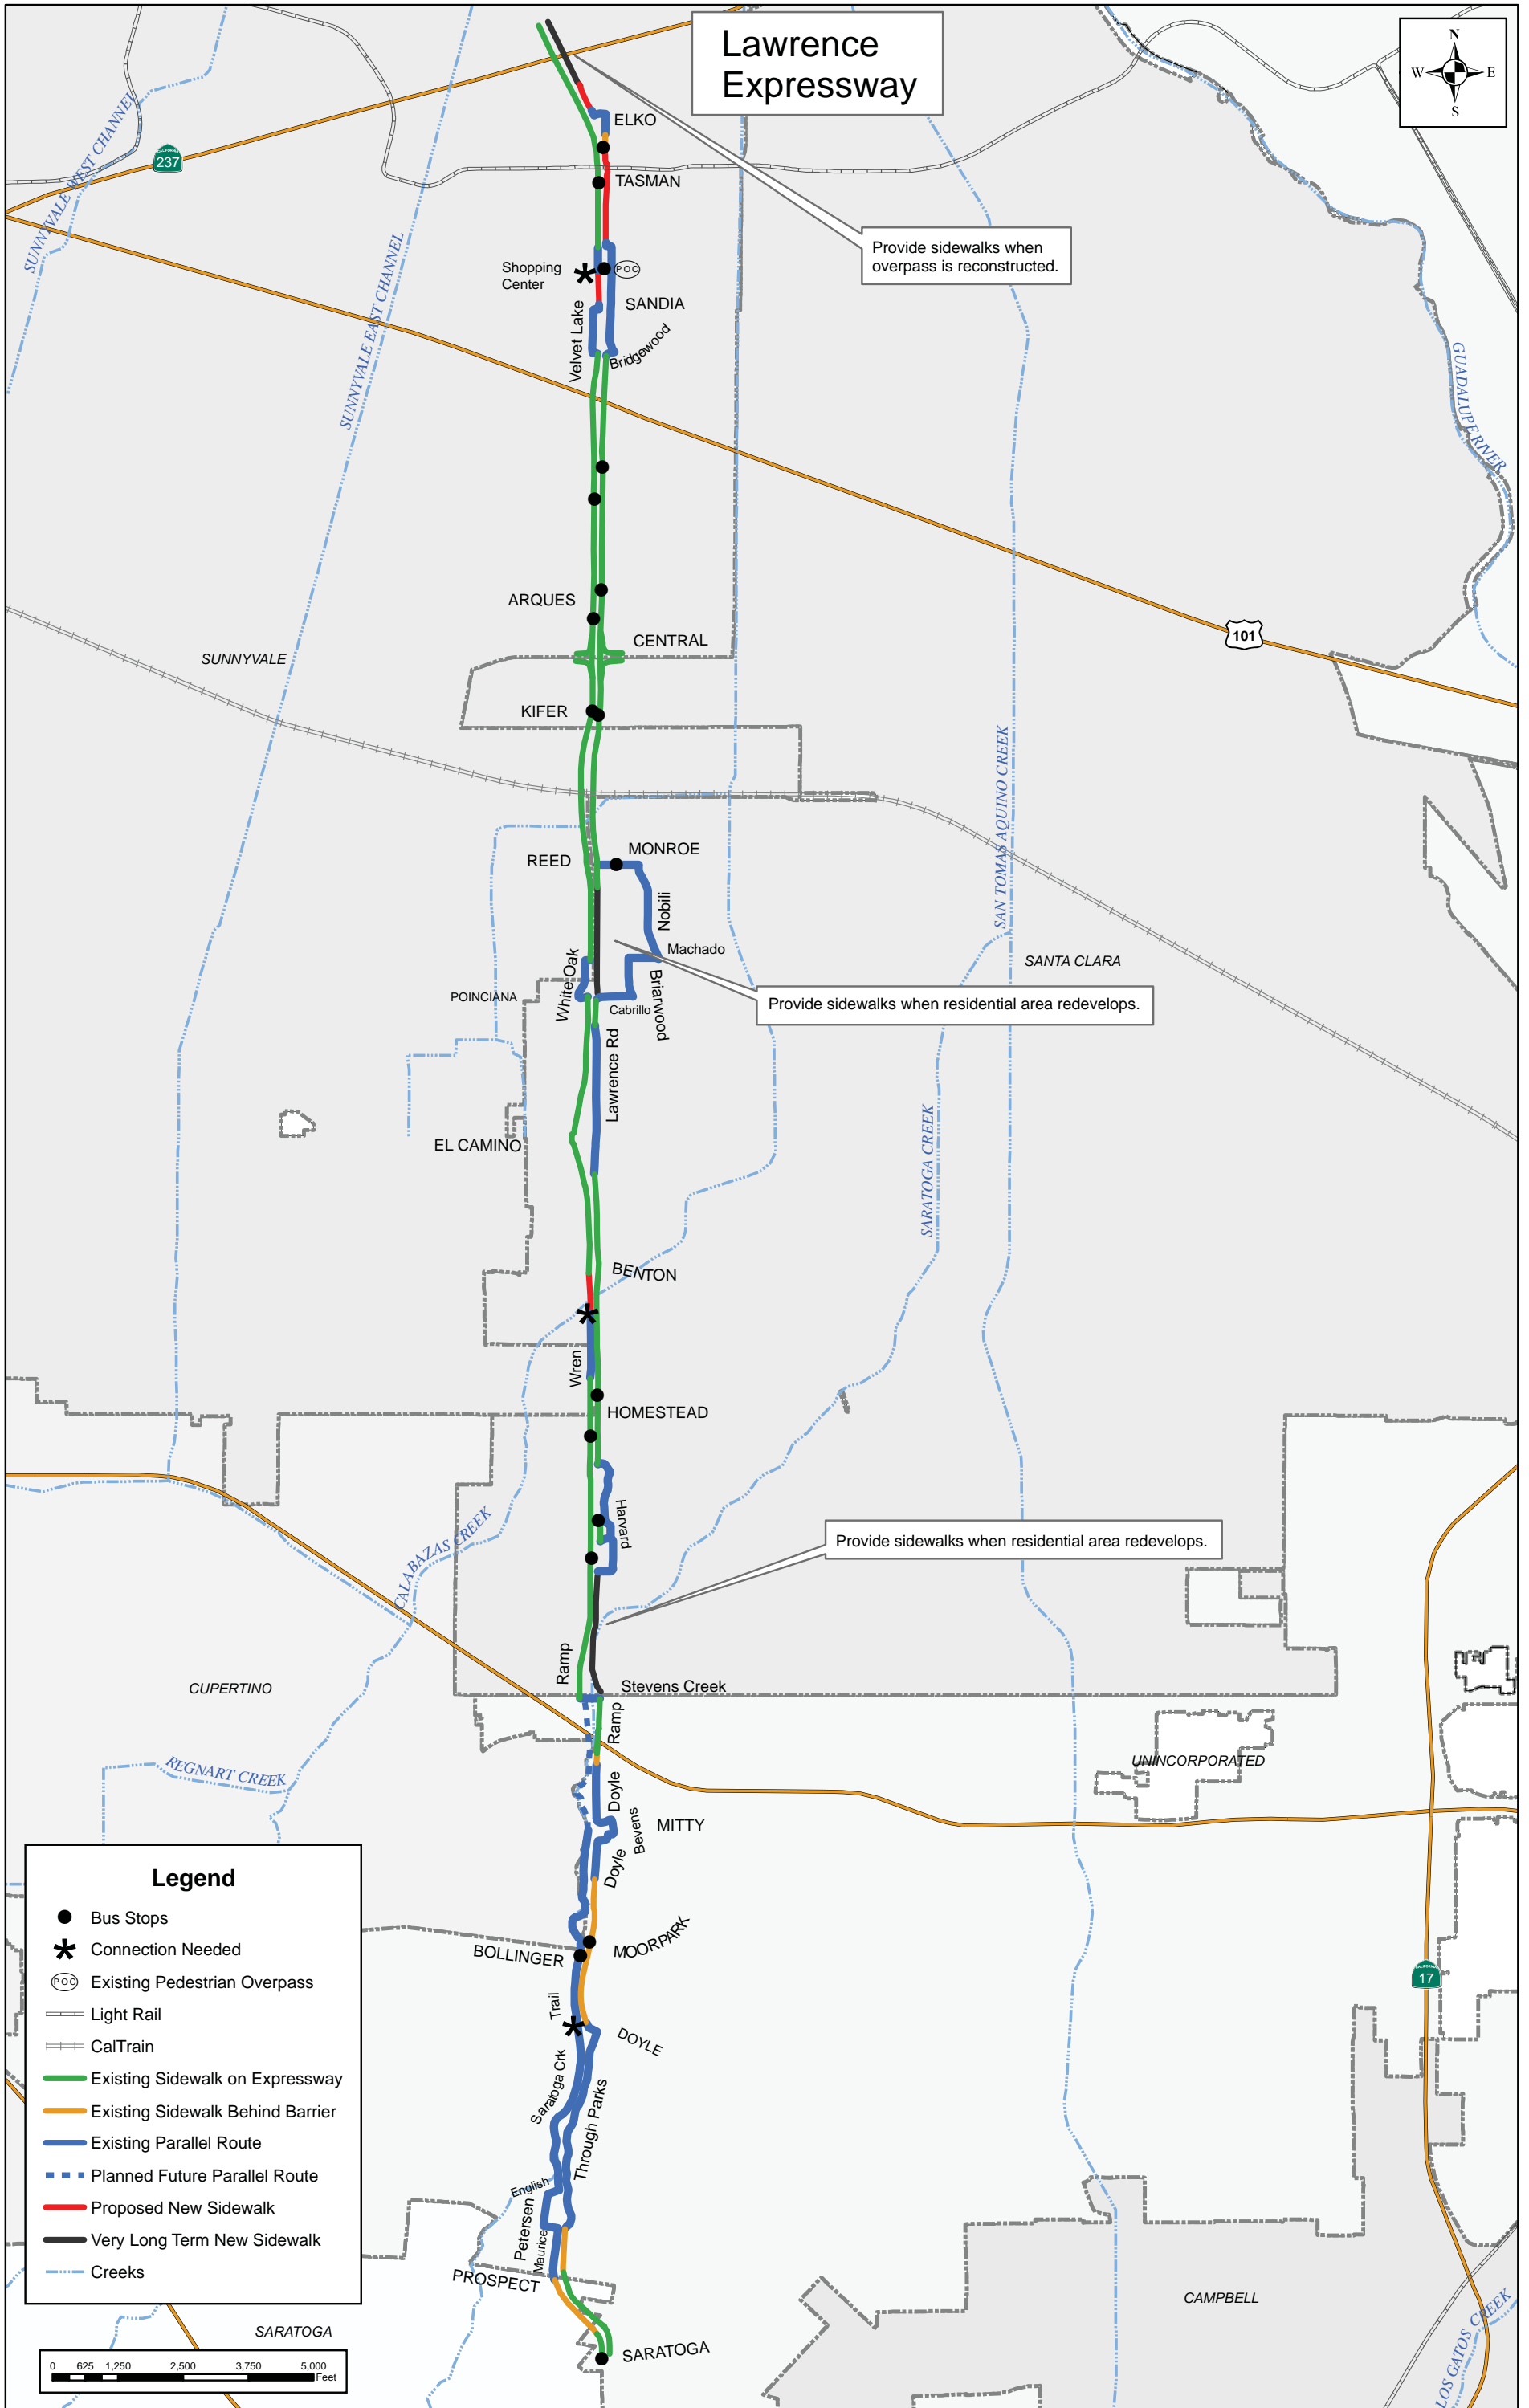 Lawrence
Expressway
N
W
E
S
ELKO
CALIFORNIA
237
TASMAN
SUNNYVALE WEST CHANNEL
SUNNYVALE EAST CHANNEL
Provide sidewalks when
overpass is reconstructed.
Shopping
Center
POC
SANDIA
Velvet Lake
Bridgewood
GUADALUPE RIVER
ARQUES
CENTRAL
101
SUNNYVALE
KIFER
SAN TOMAS AQUINO CREEK
REED
MONROE
Nobili
Machado
SANTA CLARA
White Oak
Briarwood
POINCIANA
Cabrillo
Provide sidewalks when residential area redevelops.
Lawrence Rd
EL CAMINO
SARATOGA CREEK
BENTON
Wren
HOMESTEAD
Harvard
CALABAZAS CREEK
Provide sidewalks when residential area redevelops.
Ramp
CUPERTINO
Stevens Creek
Ramp
REGNART CREEK
UNINCORPORATED
Doyle
Bevens
MITTY
Doyle
BOLLINGER
MOORPARK
CALIFORNIA
17
Trail
DOYLE
Saratoga Crk
Through Parks
English
Petersen
Maurice
PROSPECT
CAMPBELL
SARATOGA
SARATOGA
LOS GATOS CREEK
Legend
Bus Stops
Connection Needed
POC Existing Pedestrian Overpass
Light Rail
CalTrain
Existing Sidewalk on Expressway
Existing Sidewalk Behind Barrier
Existing Parallel Route
Planned Future Parallel Route
Proposed New Sidewalk
Very Long Term New Sidewalk
Creeks
0 625 1,250 2,500 3,750 5,000
Feet